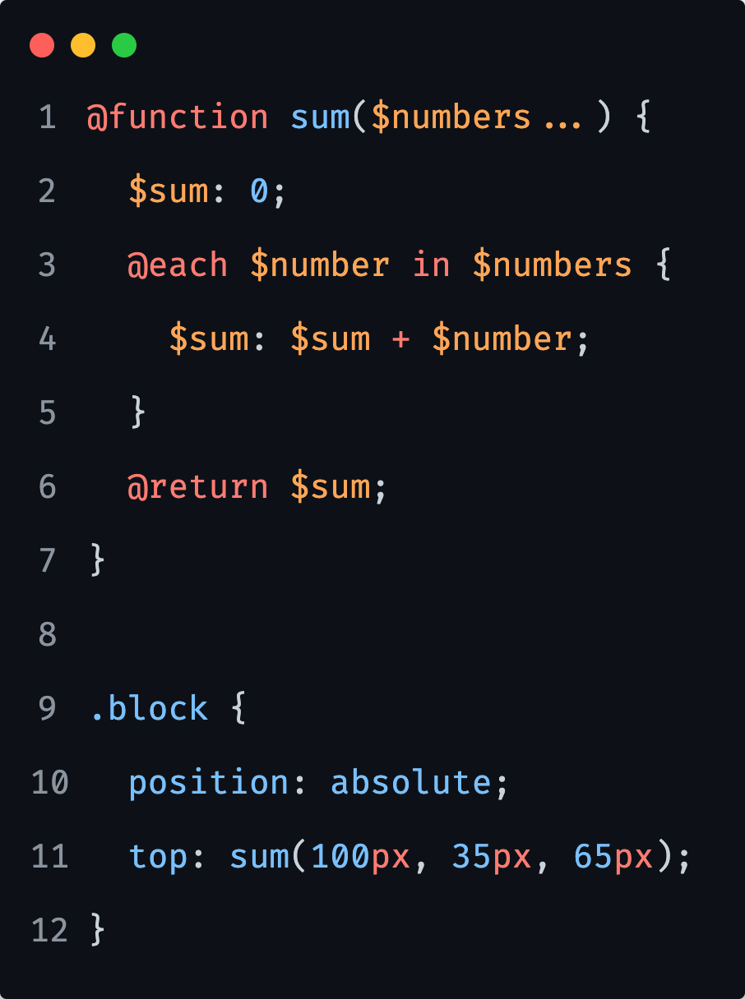 1 @function sum($numbers...) {
2   $sum: 0;
3   @each $number in $numbers {
4     $sum: $sum + $number;
5   }
6   @return $sum;
7 }
8
9 .block {
10   position: absolute;
11   top: sum(100px, 35px, 65px);
12 }